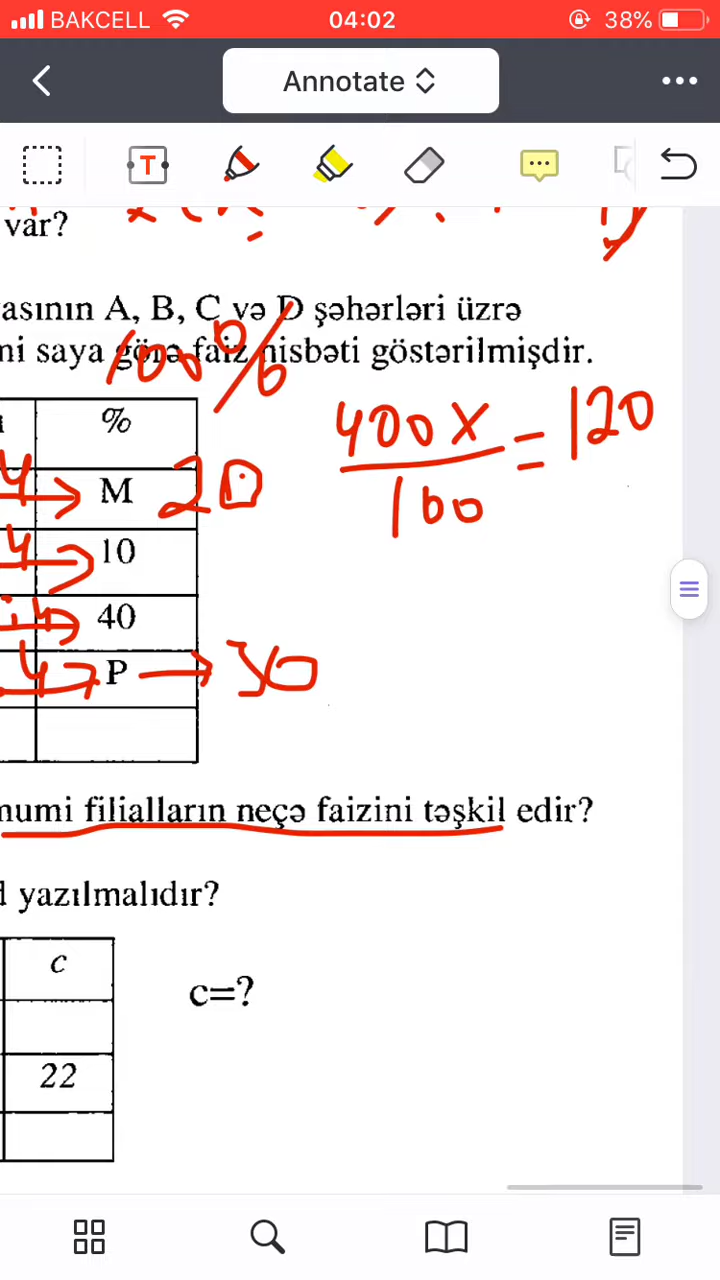 BAKCELL 04:02 38%
Annotate
T
var?
asının A, B, C və D şəhərləri üzrə
ni saya görə faiz nisbəti göstərilmişdir.
100%
%
400x = 120
100
M 20
10
40
P → 30
mumi filialların neçə faizini təşkil edir?
d yazılmalıdır?
c
c=?
22